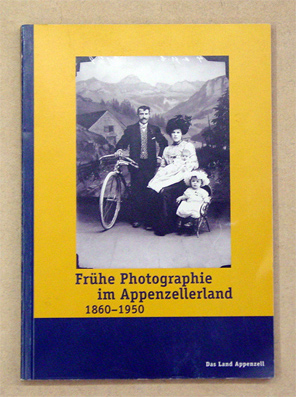 Frühe Photographie
im Appenzellerland
1860–1950
Das Land Appenzell